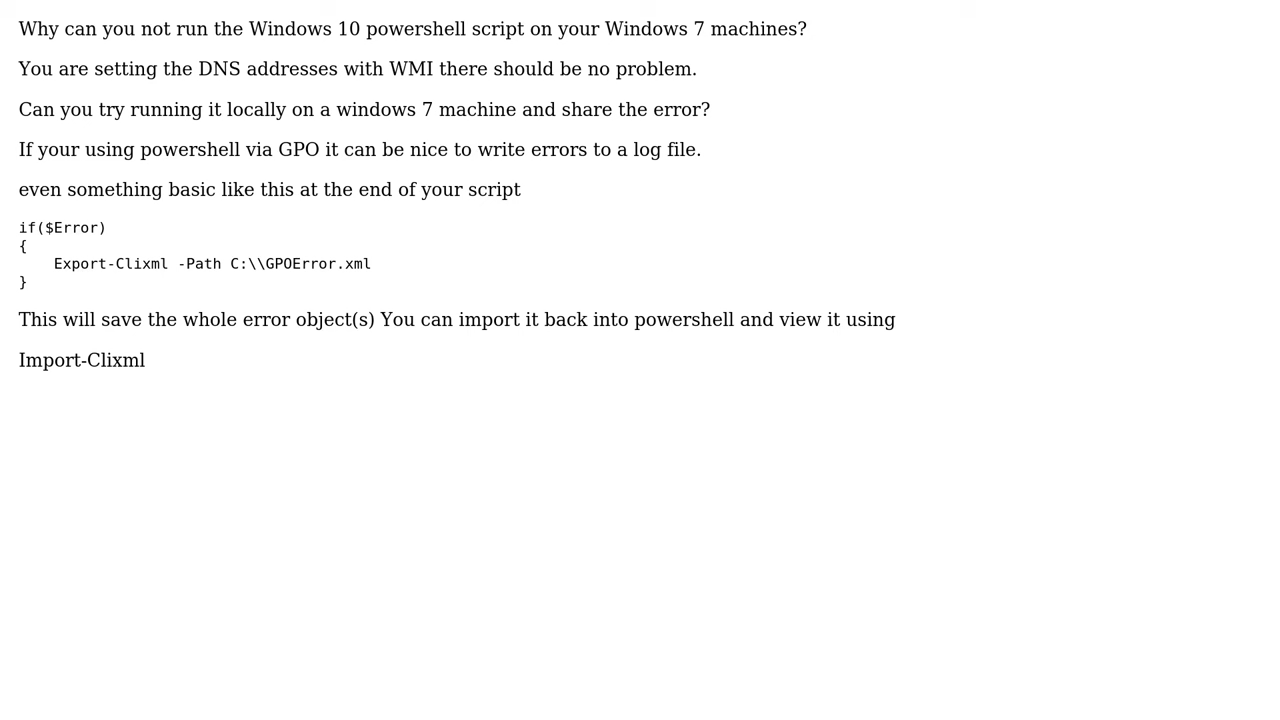 Why can you not run the Windows 10 powershell script on your Windows 7 machines?
You are setting the DNS addresses with WMI there should be no problem.
Can you try running it locally on a windows 7 machine and share the error?
If your using powershell via GPO it can be nice to write errors to a log file.
even something basic like this at the end of your script
if($Error)
{
    Export-Clixml -Path C:\\GPOError.xml
}
This will save the whole error object(s) You can import it back into powershell and view it using
Import-Clixml